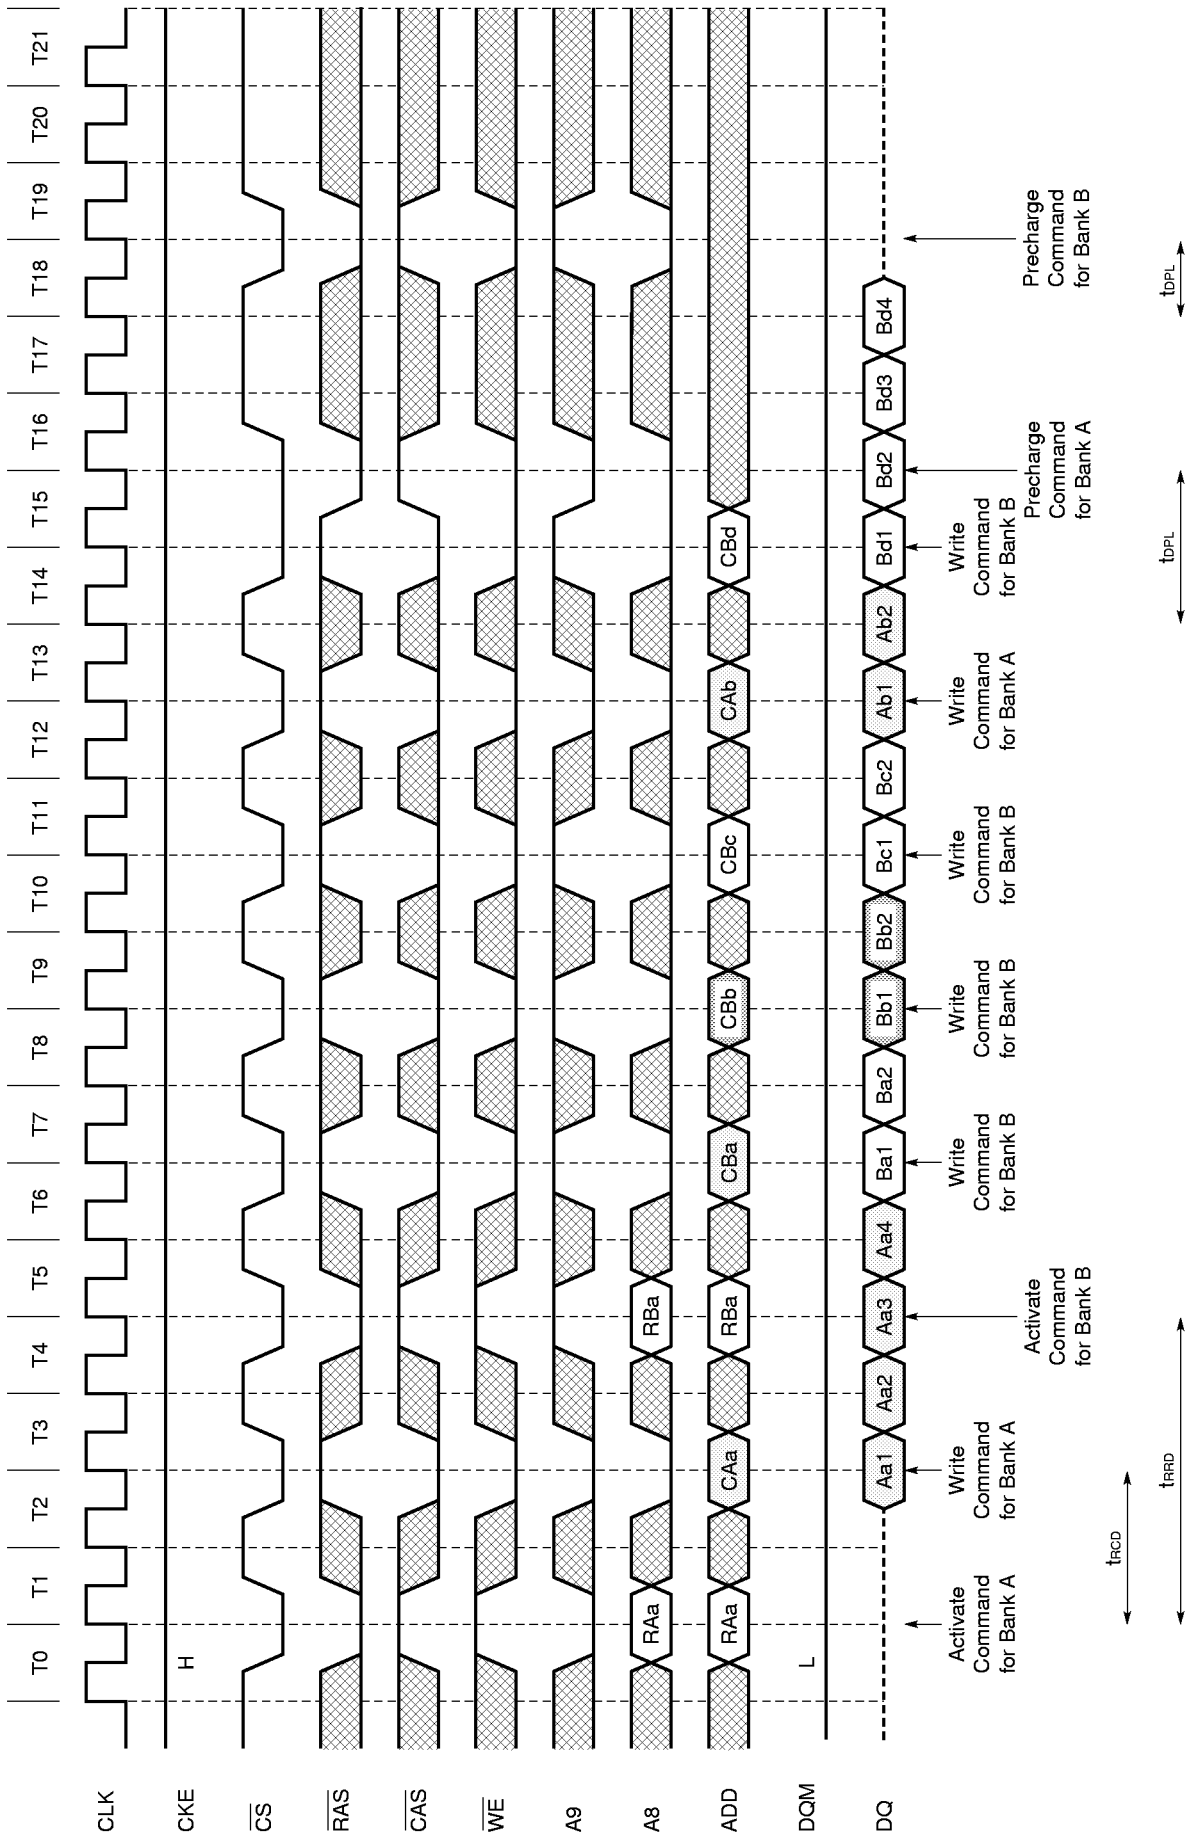 T0 T1 T2 T3 T4 T5 T6 T7 T8 T9 T10 T11 T12 T13 T14 T15 T16 T17 T18 T19 T20 T21
CLK
CKE H
CS
RAS
CAS
WE
A9
A8 RAa RBa
ADD RAa CAa RBa CBa CBb CBc CAb CBd
DQM L
DQ Aa1 Aa2 Aa3 Aa4 Ba1 Ba2 Bb1 Bb2 Bc1 Bc2 Ab1 Ab2 Bd1 Bd2 Bd3 Bd4
Activate
Command
for Bank A
Write
Command
for Bank A
Activate
Command
for Bank B
Write
Command
for Bank B
Write
Command
for Bank B
Write
Command
for Bank B
Write
Command
for Bank A
Write
Command
for Bank B
Precharge
Command
for Bank A
Precharge
Command
for Bank B
tRCD
tRRD
tDPL
tDPL